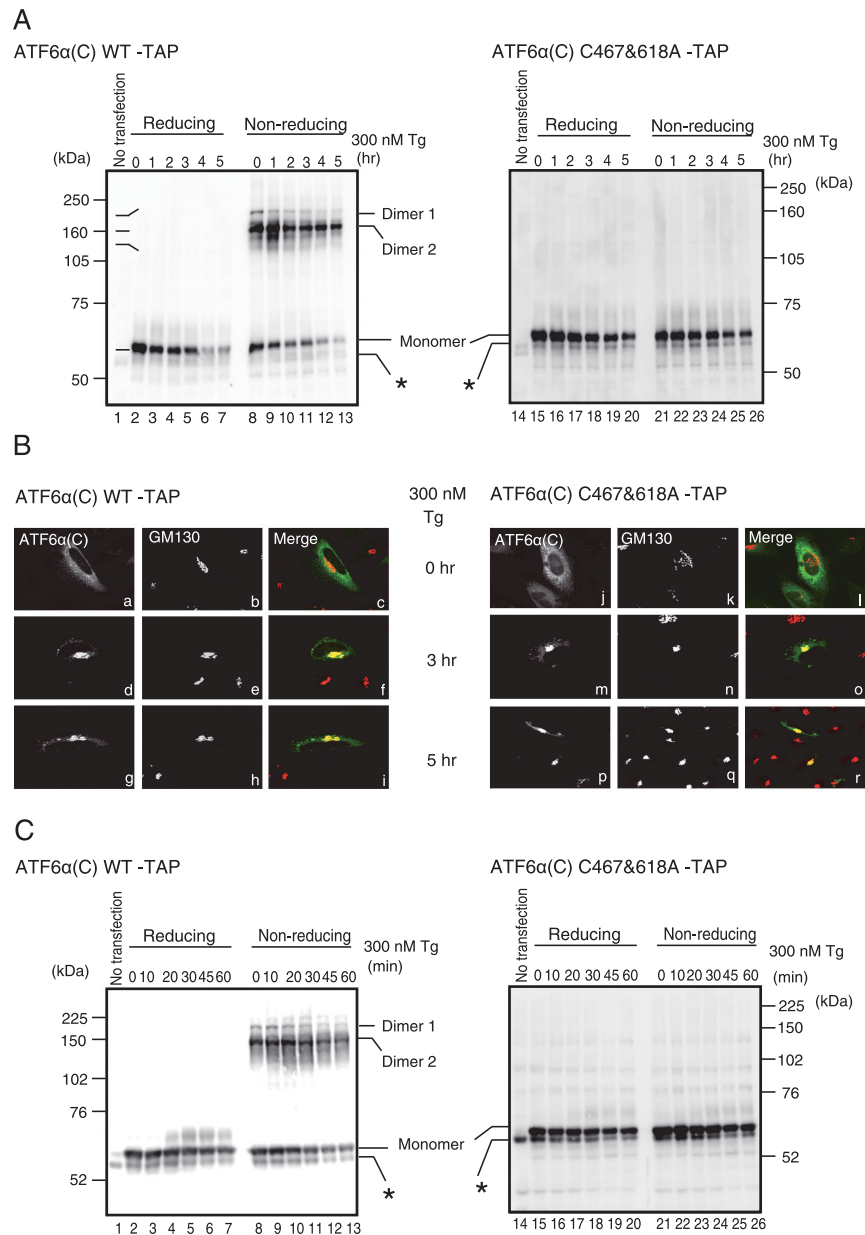 A
ATF6α(C) WT -TAP
ATF6α(C) C467&618A -TAP
No transfection
Reducing
Non-reducing
300 nM Tg
(hr)
(kDa)
0 1 2 3 4 5
0 1 2 3 4 5
250
160
105
75
50
Dimer 1
Dimer 2
Monomer
*
1 2 3 4 5 6 7 8 9 10 11 12 13
No transfection
Reducing
Non-reducing
300 nM Tg
(hr)
0 1 2 3 4 5
0 1 2 3 4 5
250 (kDa)
160
105
75
50
*
14 15 16 17 18 19 20 21 22 23 24 25 26
B
ATF6α(C) WT -TAP
300 nM
Tg
ATF6α(C) C467&618A -TAP
ATF6α(C) GM130 Merge
a b c
0 hr
ATF6α(C) GM130 Merge
j k l
d e f
3 hr
m n o
g h i
5 hr
p q r
C
ATF6α(C) WT -TAP
ATF6α(C) C467&618A -TAP
No transfection
Reducing
Non-reducing
300 nM Tg
(min)
(kDa)
0 10 20 30 45 60
0 10 20 30 45 60
225
150
102
76
52
Dimer 1
Dimer 2
Monomer
*
1 2 3 4 5 6 7 8 9 10 11 12 13
No transfection
Reducing
Non-reducing
300 nM Tg
(min)
0 10 20 30 45 60
0 10 20 30 45 60
225 (kDa)
150
102
76
52
*
14 15 16 17 18 19 20 21 22 23 24 25 26